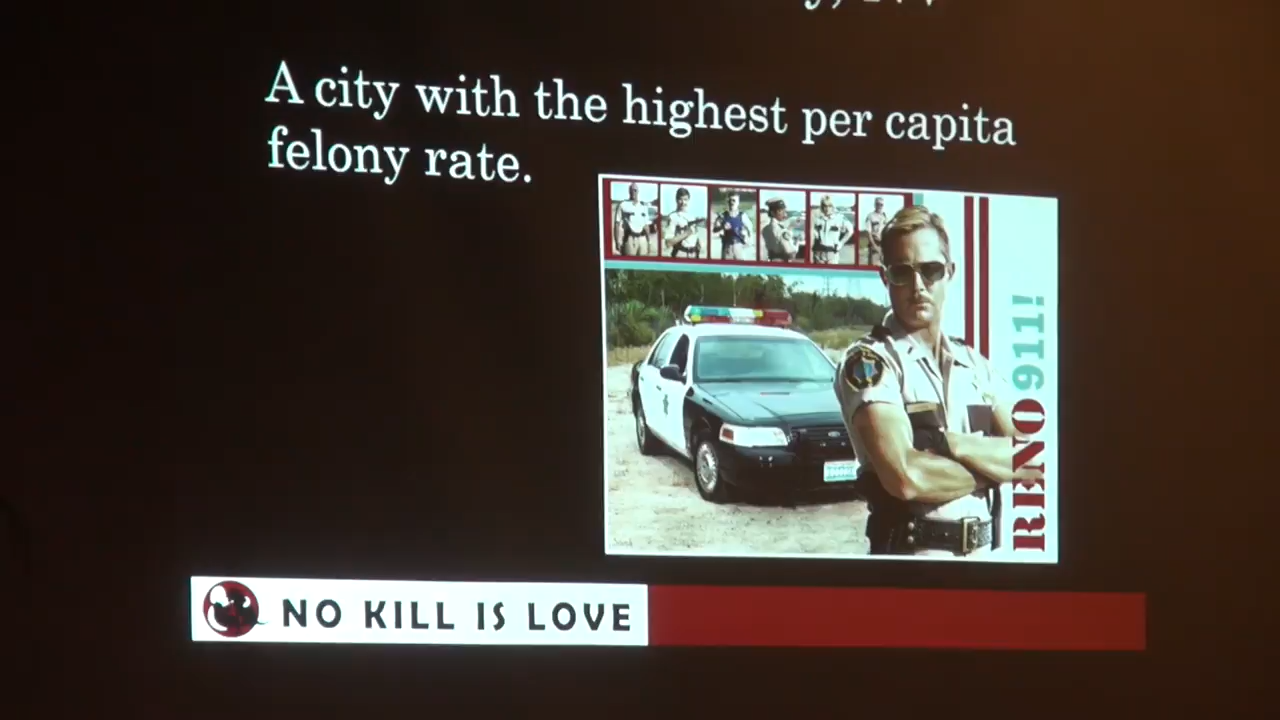 A city with the highest per capita
felony rate.
RENO 911!
NO KILL IS LOVE